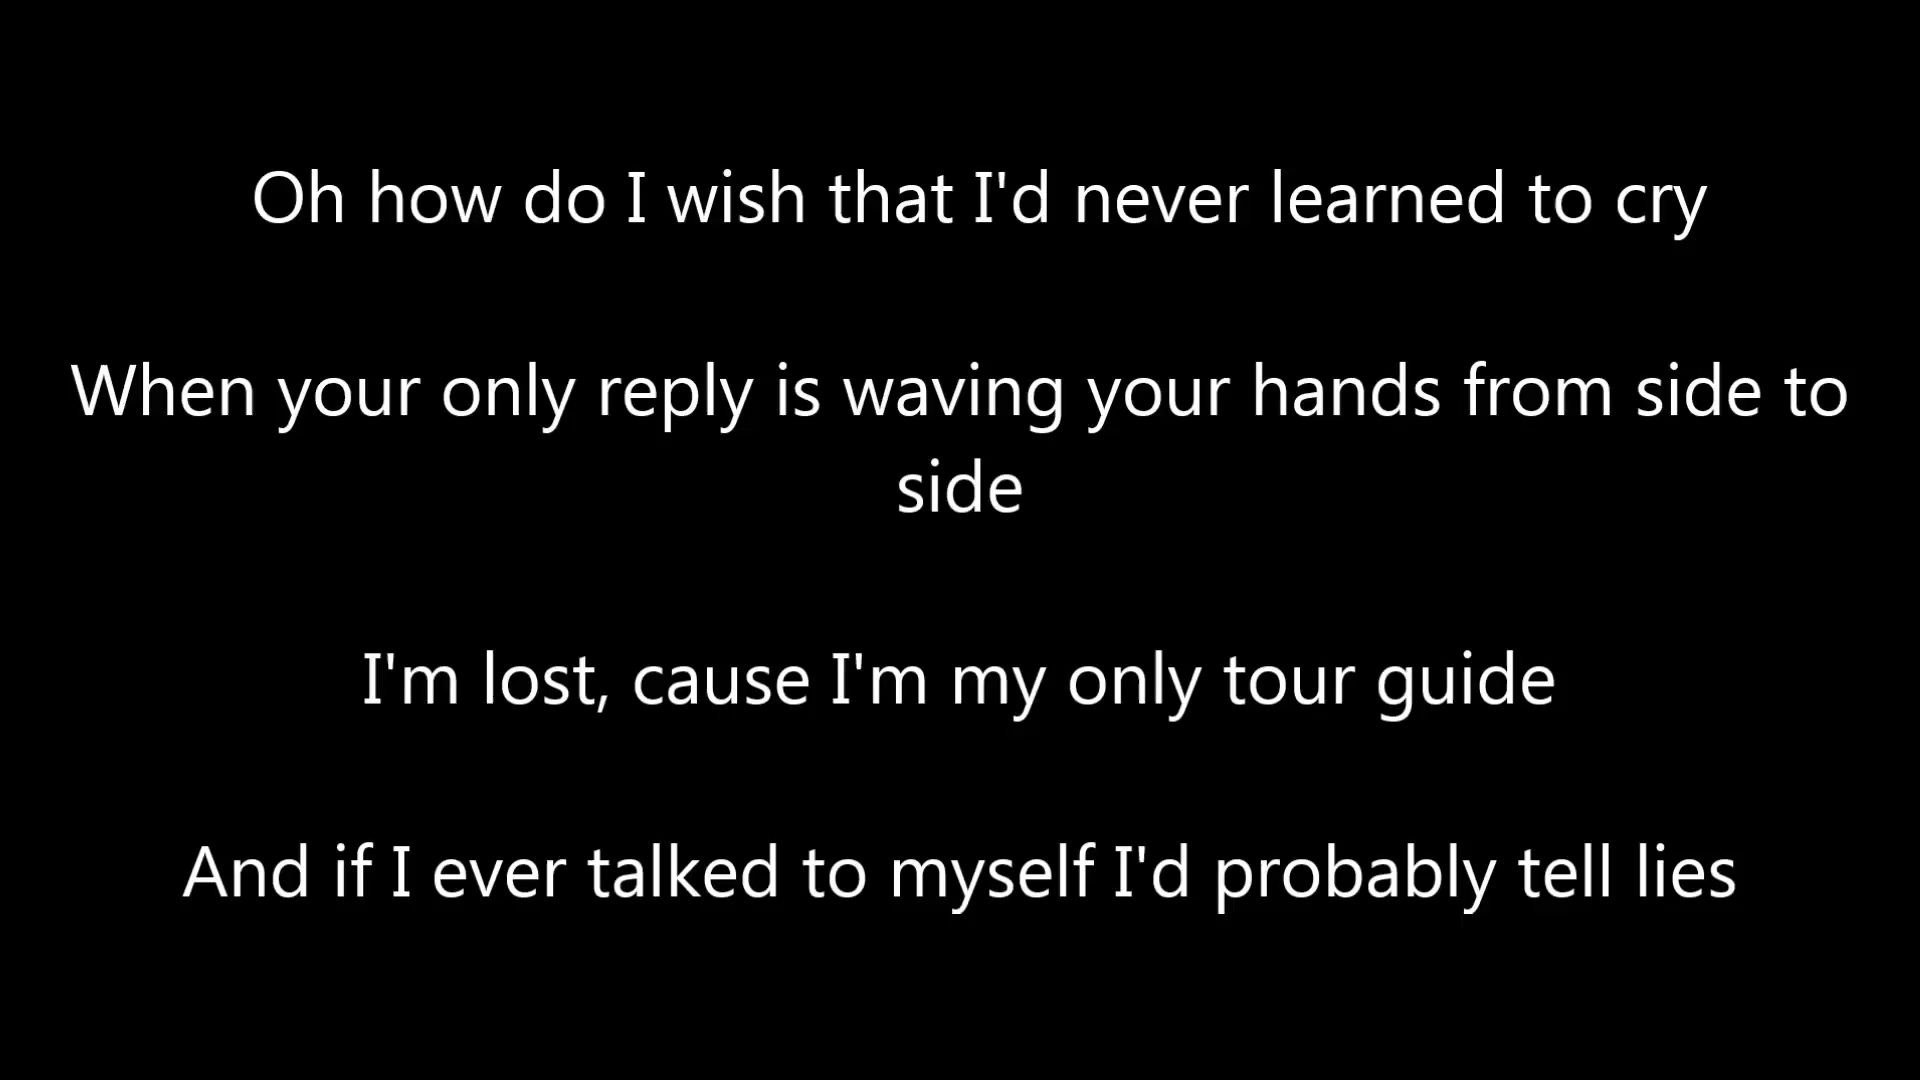 Oh how do I wish that I'd never learned to cry
When your only reply is waving your hands from side to
side
I'm lost, cause I'm my only tour guide
And if I ever talked to myself I'd probably tell lies